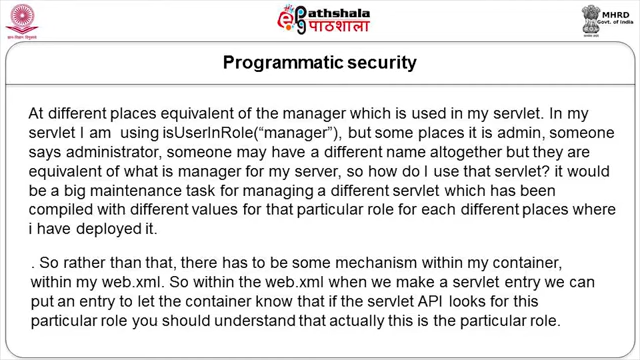 Pathshala
पाठशाला
MHRD
Govt. of India
Programmatic security
At different places equivalent of the manager which is used in my servlet. In my
servlet I am using isUserInRole(“manager”), but some places it is admin, someone
says administrator, someone may have a different name altogether but they are
equivalent of what is manager for my server, so how do I use that servlet? it would
be a big maintenance task for managing a different servlet which has been
compiled with different values for that particular role for each different places where
i have deployed it.
. So rather than that, there has to be some mechanism within my container,
within my web.xml. So within the web.xml when we make a servlet entry we can
put an entry to let the container know that if the servlet API looks for this
particular role you should understand that actually this is the particular role.